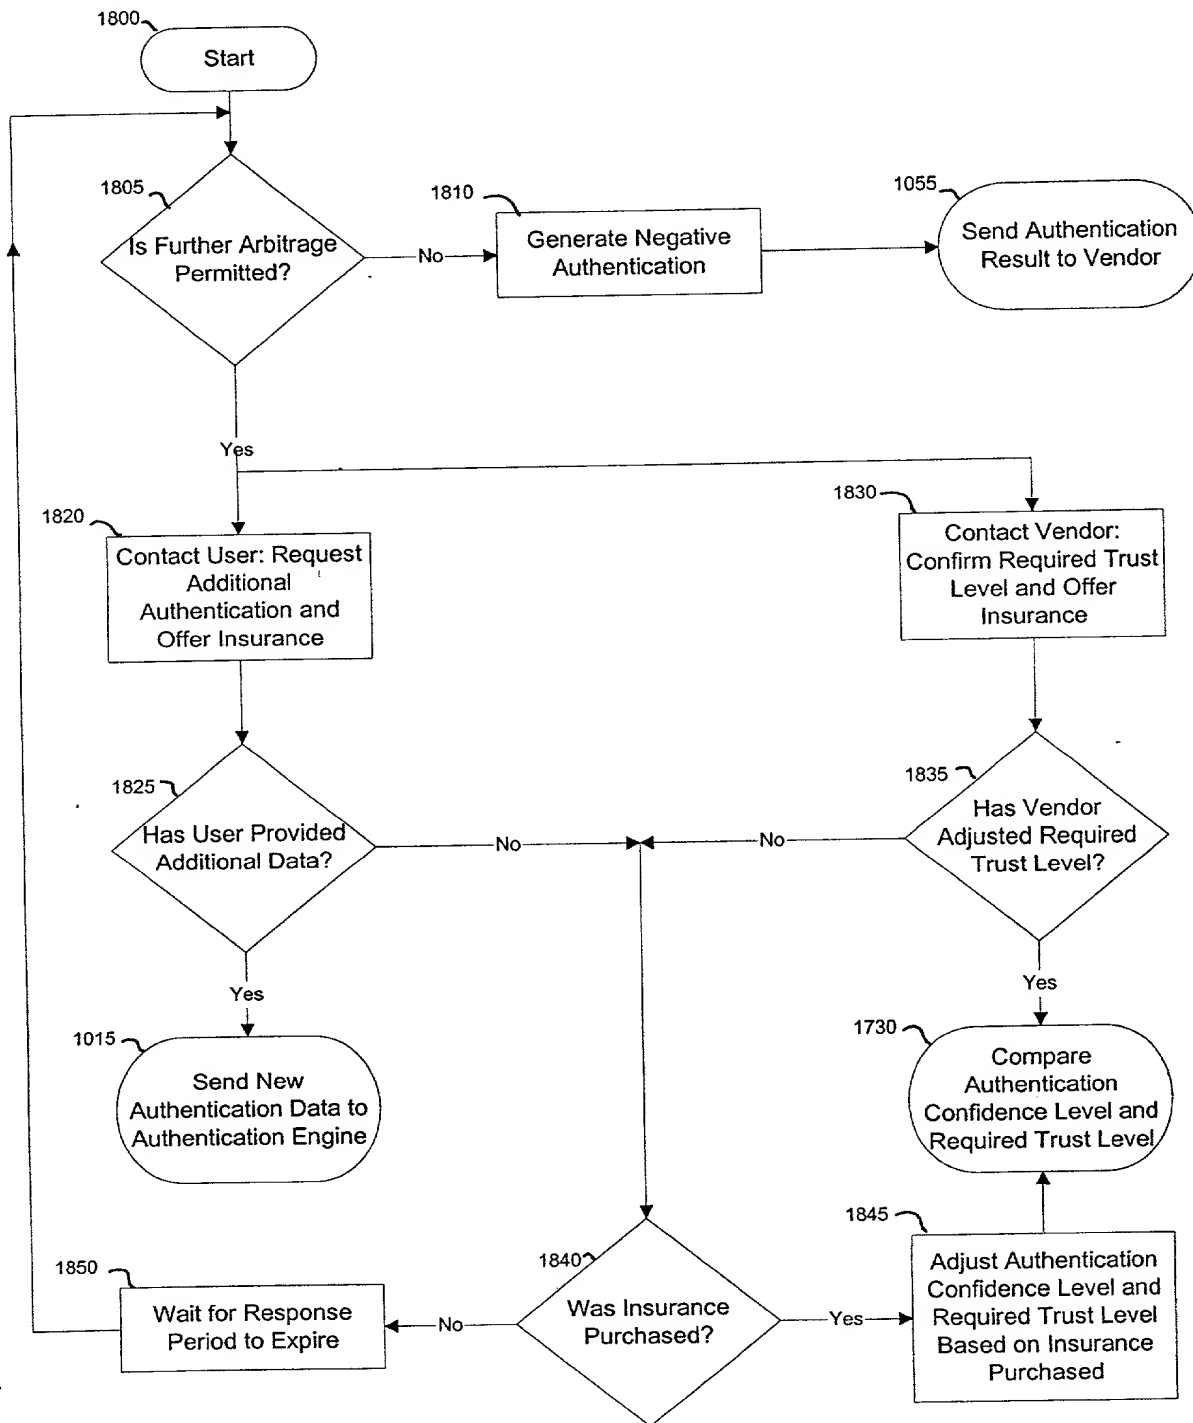 1800
Start
1805
Is Further Arbitrage
Permitted?
No
1810
Generate Negative
Authentication
1055
Send Authentication
Result to Vendor
Yes
1820
Contact User: Request
Additional
Authentication and
Offer Insurance
1830
Contact Vendor:
Confirm Required Trust
Level and Offer
Insurance
1825
Has User Provided
Additional Data?
No
No
1835
Has Vendor
Adjusted Required
Trust Level?
Yes
Yes
1015
Send New
Authentication Data to
Authentication Engine
1730
Compare
Authentication
Confidence Level and
Required Trust Level
1850
Wait for Response
Period to Expire
No
1840
Was Insurance
Purchased?
Yes
1845
Adjust Authentication
Confidence Level and
Required Trust Level
Based on Insurance
Purchased